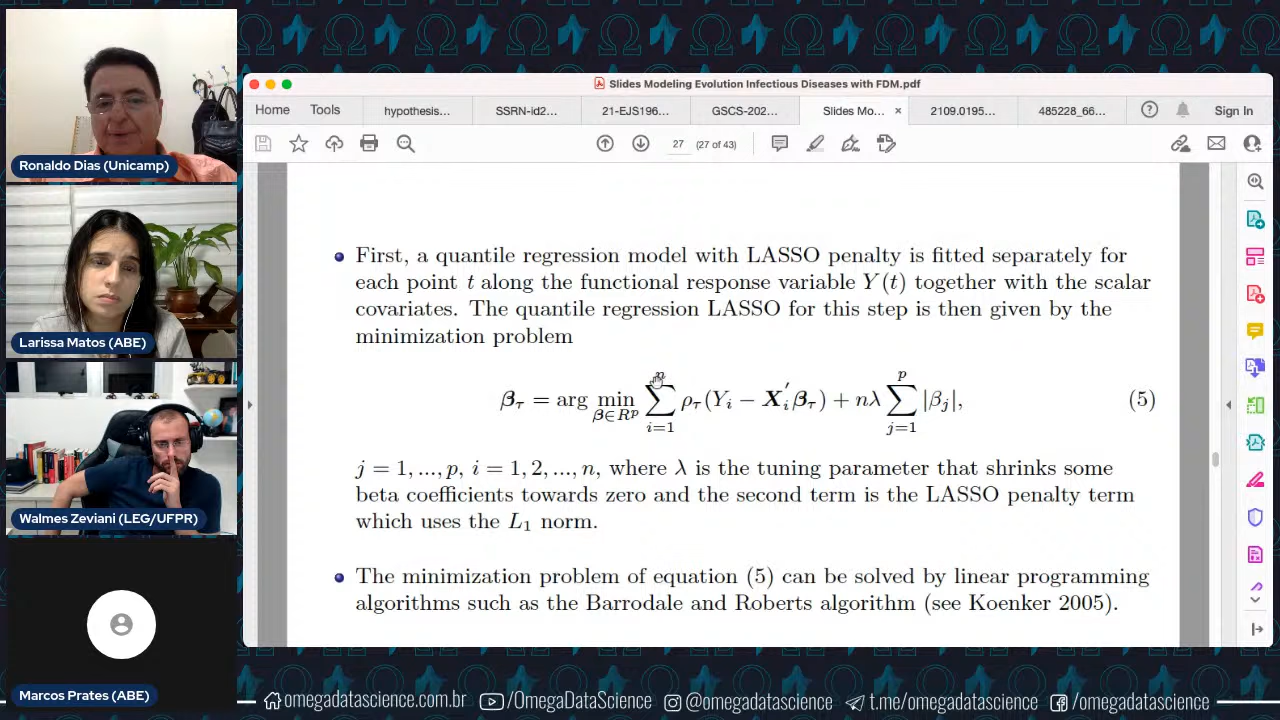 Ronaldo Dias (Unicamp)
Larissa Matos (ABE)
Walmes Zeviani (LEG/UFPR)
Marcos Prates (ABE)
Slides Modeling Evolution Infectious Diseases with FDM.pdf
Home Tools hypothesis... SSRN-id2... 21-EJS196... GSCS-202... Slides Mo... × 2109.0195... 485228_66... Sign In
27 (27 of 43)
First, a quantile regression model with LASSO penalty is fitted separately for
each point t along the functional response variable Y(t) together with the scalar
covariates. The quantile regression LASSO for this step is then given by the
minimization problem
β_τ = arg min_{β∈R^p} ∑_{i=1}^{n} ρ_τ(Y_i − X_i′β_τ) + nλ ∑_{j=1}^{p} |β_j|, (5)
j = 1, ..., p, i = 1, 2, ..., n, where λ is the tuning parameter that shrinks some
beta coefficients towards zero and the second term is the LASSO penalty term
which uses the L₁ norm.
The minimization problem of equation (5) can be solved by linear programming
algorithms such as the Barrodale and Roberts algorithm (see Koenker 2005).
omegadatascience.com.br /OmegaDataScience @omegadatascience t.me/omegadatascience /omegadatascience